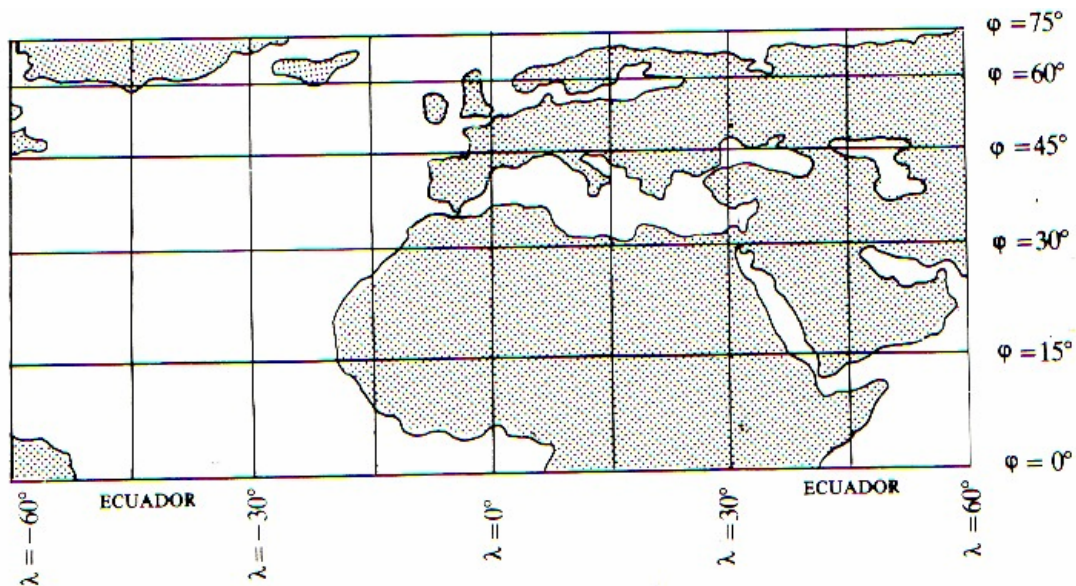 φ = 75°
φ = 60°
φ = 45°
φ = 30°
φ = 15°
φ = 0°
ECUADOR
ECUADOR
λ = −60°
λ = −30°
λ = 0°
λ = 30°
λ = 60°